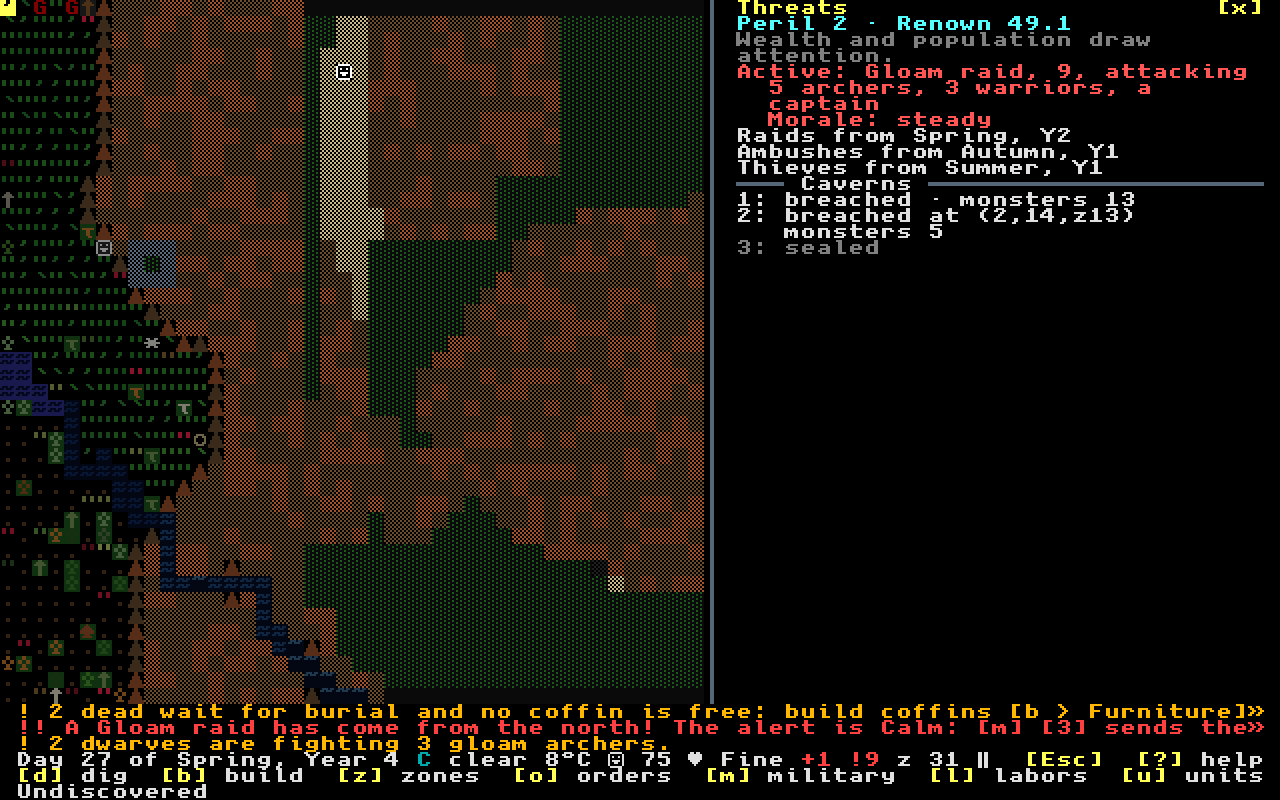 Threats [x]
Peril 2 · Renown 49.1
Wealth and population draw
attention.
Active: Gloam raid, 9, attacking
5 archers, 3 warriors, a
captain
Morale: steady
Raids from Spring, Y2
Ambushes from Autumn, Y1
Thieves from Summer, Y1
Caverns
1: breached · monsters 13
2: breached at (2,14,z13)
monsters 5
3: sealed
! 2 dead wait for burial and no coffin is free: build coffins [b > Furniture]»
!! A Gloam raid has come from the north! The alert is Calm: [m] [3] sends the»
! 2 dwarves are fighting 3 gloam archers.
Day 27 of Spring, Year 4 C clear 8°C ☺ 75 ♥ Fine +1 !9 z 31 ‖ [Esc] [?] help
[d] dig [b] build [z] zones [o] orders [m] military [l] labors [u] units
Undiscovered